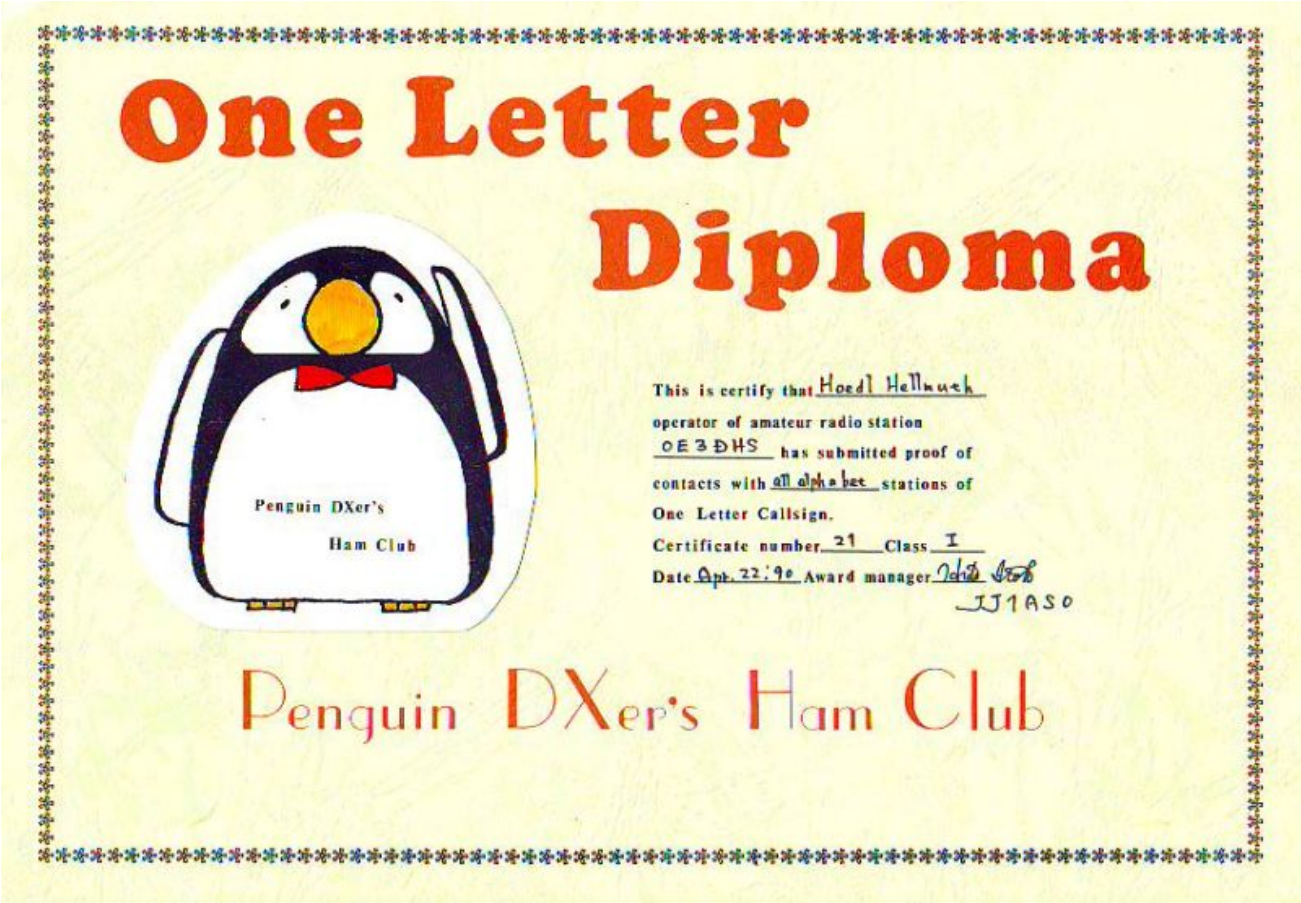 One Letter
Diploma
This is certify that Hoedl Hellmuth
operator of amateur radio station
OE3DHS has submitted proof of
contacts with all alphabet stations of
One Letter Callsign.
Certificate number 21 Class I
Date Apr. 22.'90 Award manager
JJ1ASO
Penguin DXer's
Ham Club
Penguin DXer's Ham Club